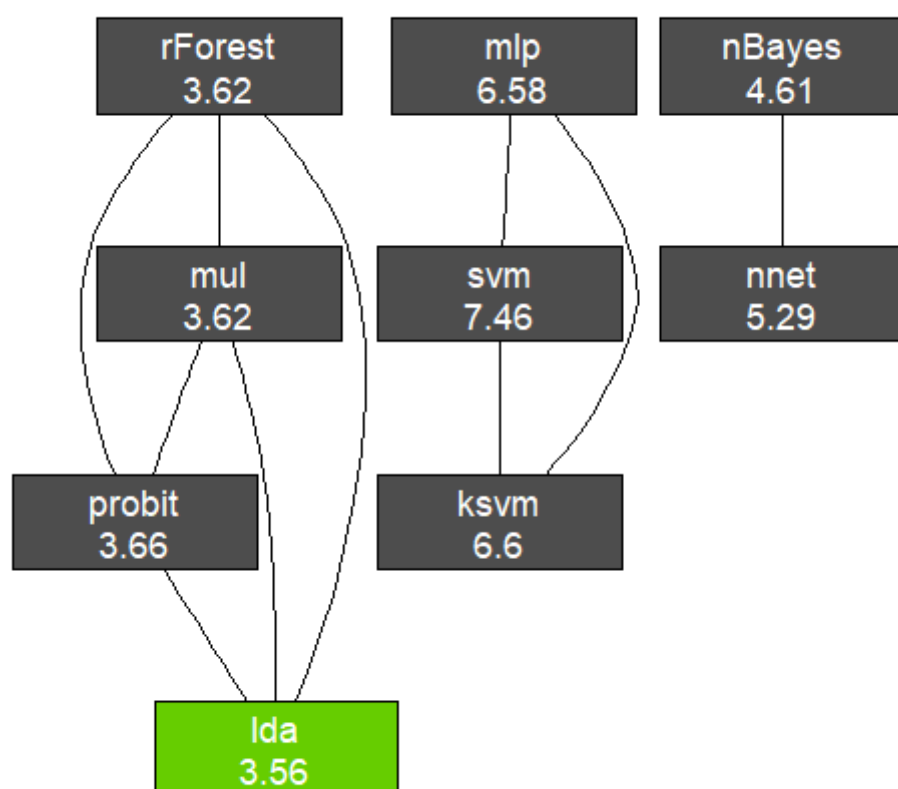 rForest
3.62
mlp
6.58
nBayes
4.61
mul
3.62
svm
7.46
nnet
5.29
probit
3.66
ksvm
6.6
lda
3.56